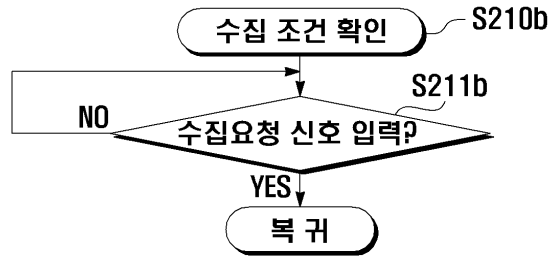 수집 조건 확인
S210b
S211b
수집요청 신호 입력?
NO
YES
복 귀